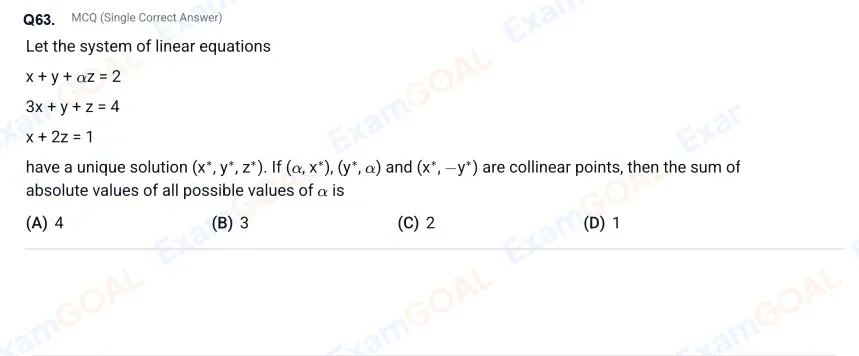 Q63. MCQ (Single Correct Answer)
Let the system of linear equations
x + y + αz = 2
3x + y + z = 4
x + 2z = 1
have a unique solution (x*, y*, z*). If (α, x*), (y*, α) and (x*, −y*) are collinear points, then the sum of
absolute values of all possible values of α is
(A) 4 (B) 3 (C) 2 (D) 1
ExamGOAL